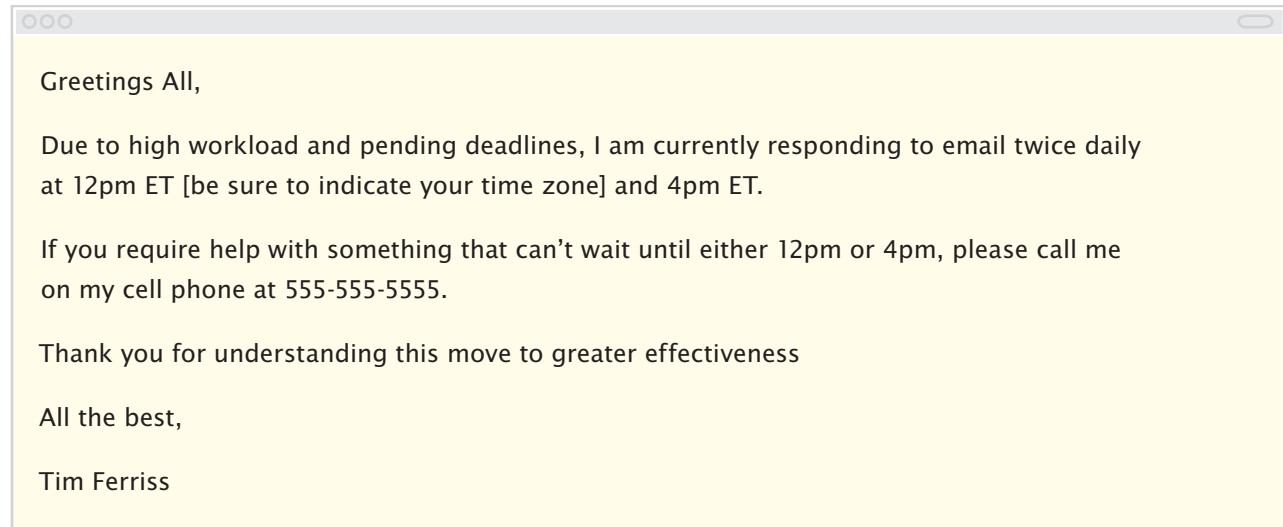 Greetings All,
Due to high workload and pending deadlines, I am currently responding to email twice daily
at 12pm ET [be sure to indicate your time zone] and 4pm ET.
If you require help with something that can’t wait until either 12pm or 4pm, please call me
on my cell phone at 555-555-5555.
Thank you for understanding this move to greater effectiveness
All the best,
Tim Ferriss